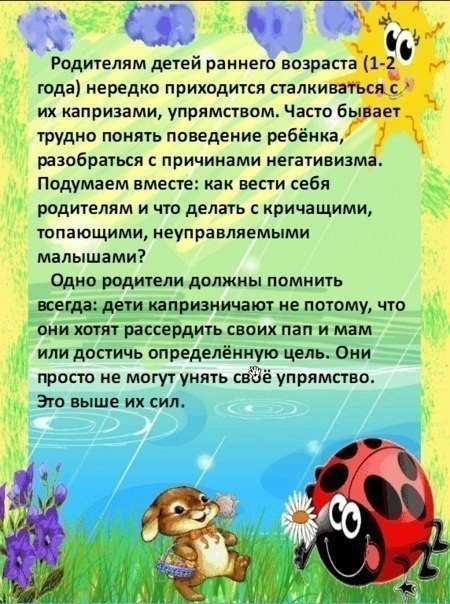 Родителям детей раннего возраста (1-2
года) нередко приходится сталкиваться с
их капризами, упрямством. Часто бывает
трудно понять поведение ребёнка,
разобраться с причинами негативизма.
Подумаем вместе: как вести себя
родителям и что делать с кричащими,
топающими, неуправляемыми
малышами?
Одно родители должны помнить
всегда: дети капризничают не потому, что
они хотят рассердить своих пап и мам
или достичь определённую цель. Они
просто не могут унять своё упрямство.
Это выше их сил.